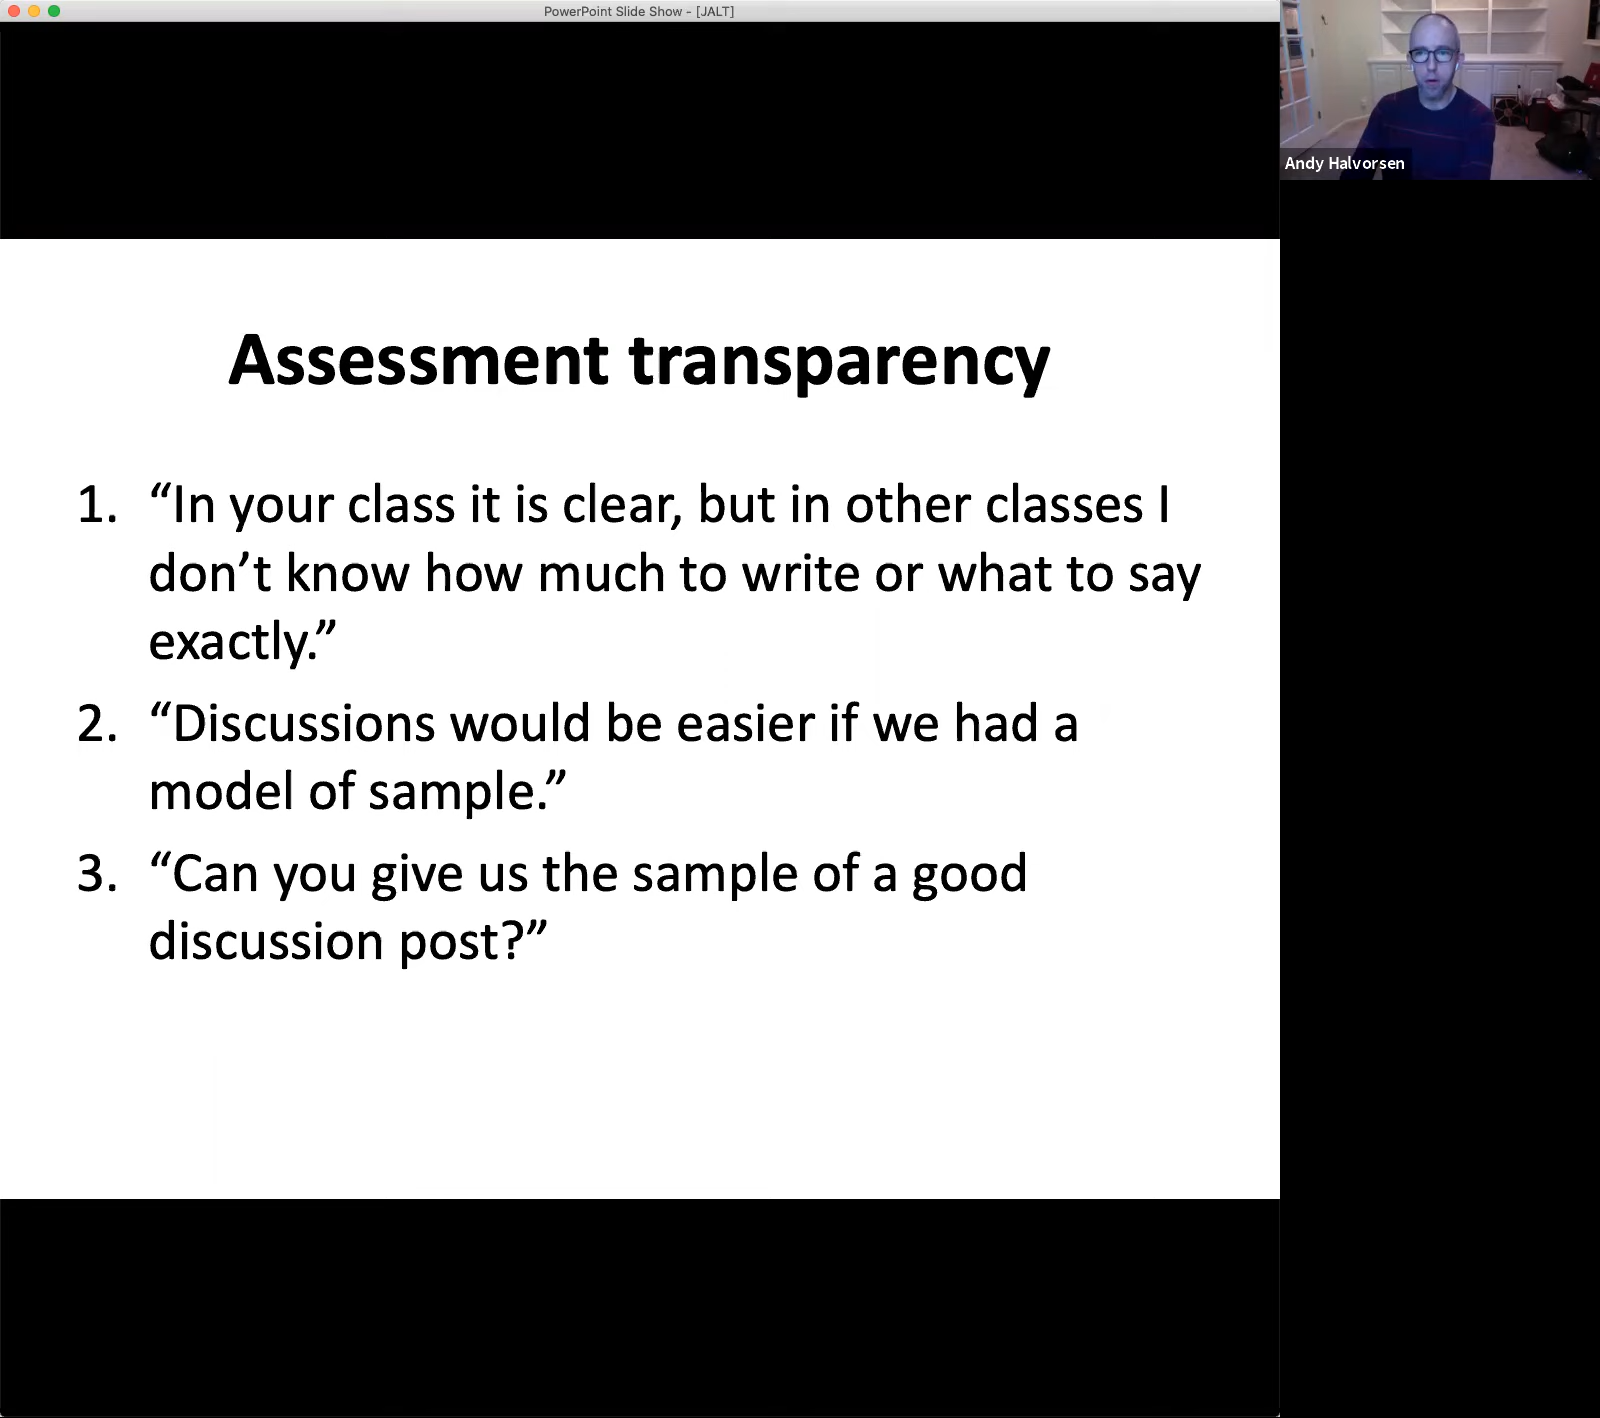 PowerPoint Slide Show - [JALT]
Andy Halvorsen
Assessment transparency
1. “In your class it is clear, but in other classes I
don’t know how much to write or what to say
exactly.”
2. “Discussions would be easier if we had a
model of sample.”
3. “Can you give us the sample of a good
discussion post?”